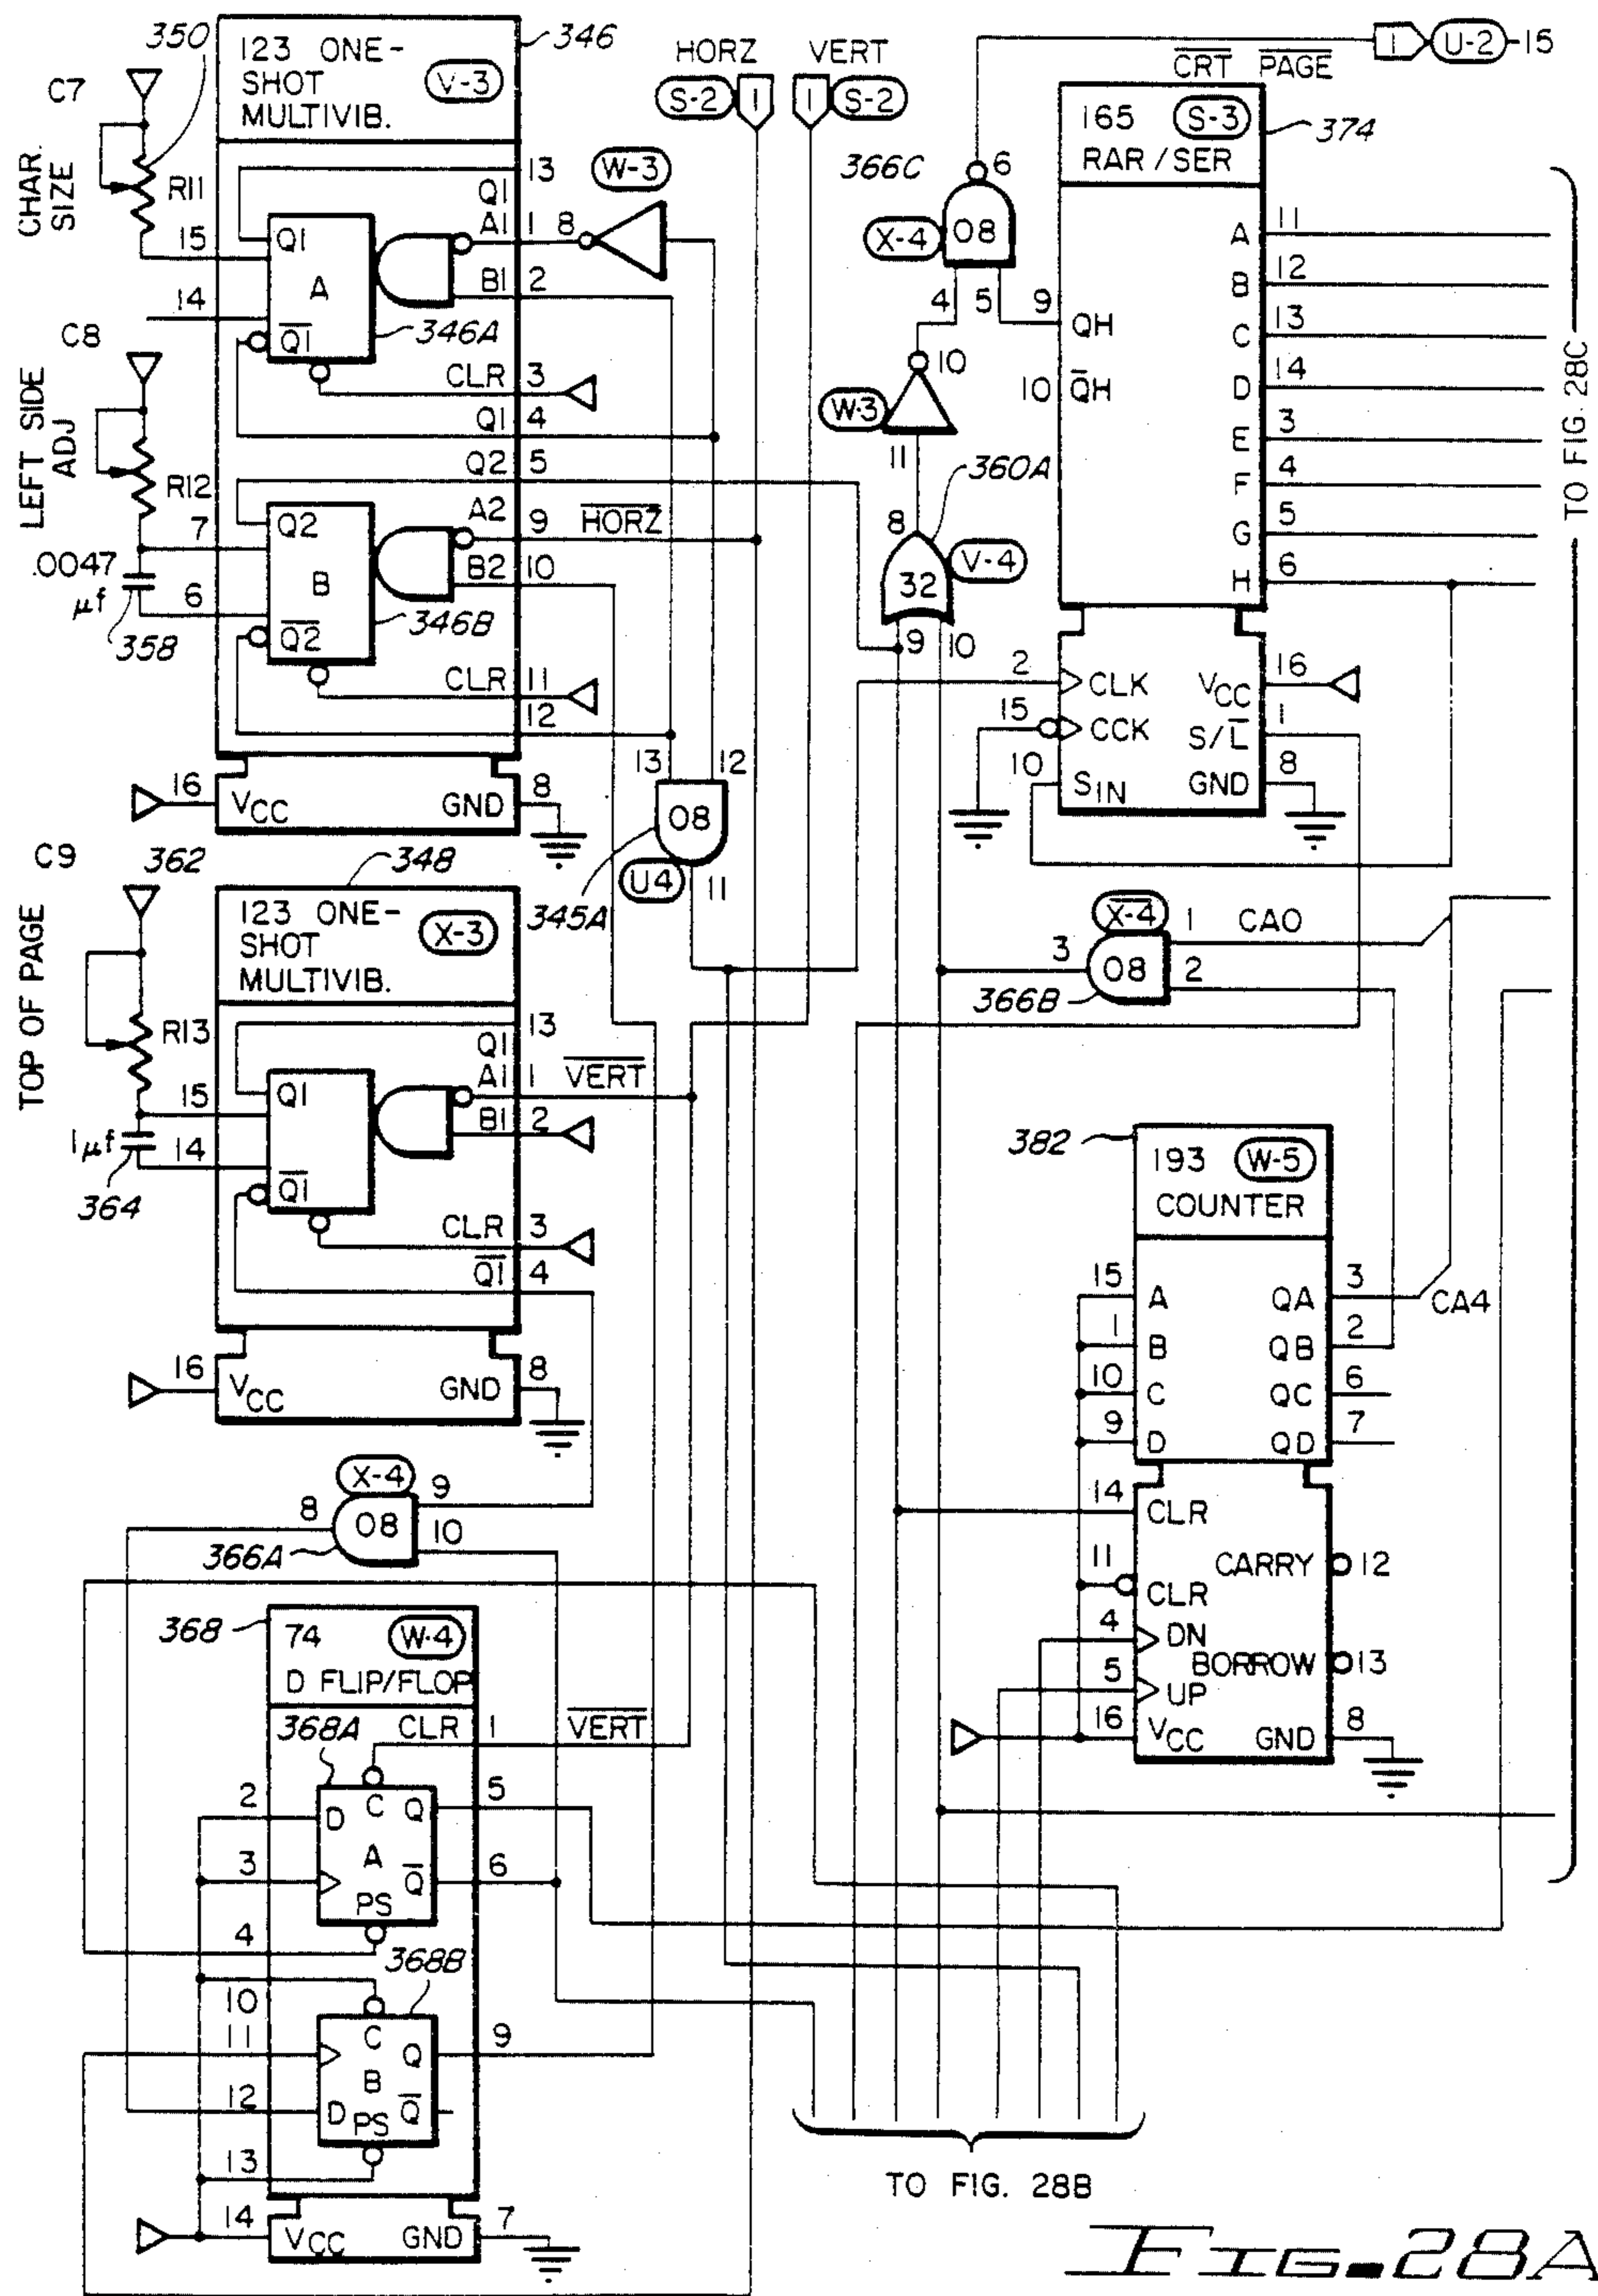 350
123 ONE-
SHOT
MULTIVIB.
V-3
346
C7
CHAR.
SIZE
R11
15
14
Q1
A
Q1
346A
13
Q1
A1 1
B1 2
CLR 3
Q1 4
8
W-3
C8
LEFT SIDE
ADJ
R12
7
.0047
µf
6
358
Q2 5
Q2
B
Q2
346B
A2 9
HORZ
B2 10
CLR 11
12
16
VCC
GND
8
HORZ
S-2
1
VERT
1
S-2
13
12
08
U4
11
345A
366C
6
X-4
08
4
5
10
W-3
11
360A
8
32
V-4
9
10
1
U-2
15
CRT PAGE
165
S-3
RAR/SER
374
9 QH
10 QH
A 11
B 12
C 13
D 14
E 3
F 4
G 5
H 6
2 CLK
15 CCK
10 SIN
VCC 16
S/L 1
GND 8
TO FIG. 28C
C9
362
348
123 ONE-
SHOT
MULTIVIB.
X-3
TOP OF PAGE
R13
15
1µf
14
364
Q1
Q1
13
Q1
A1 1
VERT
B1 2
CLR 3
Q1 4
16
VCC
GND
8
X-4
3
08
1
CA0
2
366B
382
193
W-5
COUNTER
15 A
QA 3
CA4
1 B
QB 2
10 C
QC 6
9 D
QD 7
14 CLR
11 CLR
CARRY 12
4 DN
BORROW 13
5 UP
16 VCC
GND 8
X-4
8
08
9
10
366A
368
74
W-4
D FLIP/FLOP
368A
CLR 1
VERT
2
D
C
Q
5
3
A
Q
6
PS
4
368B
10
11
C
Q
9
B
12
D
PS
Q
13
14
VCC
GND
7
TO FIG. 28B
FIG. 28A